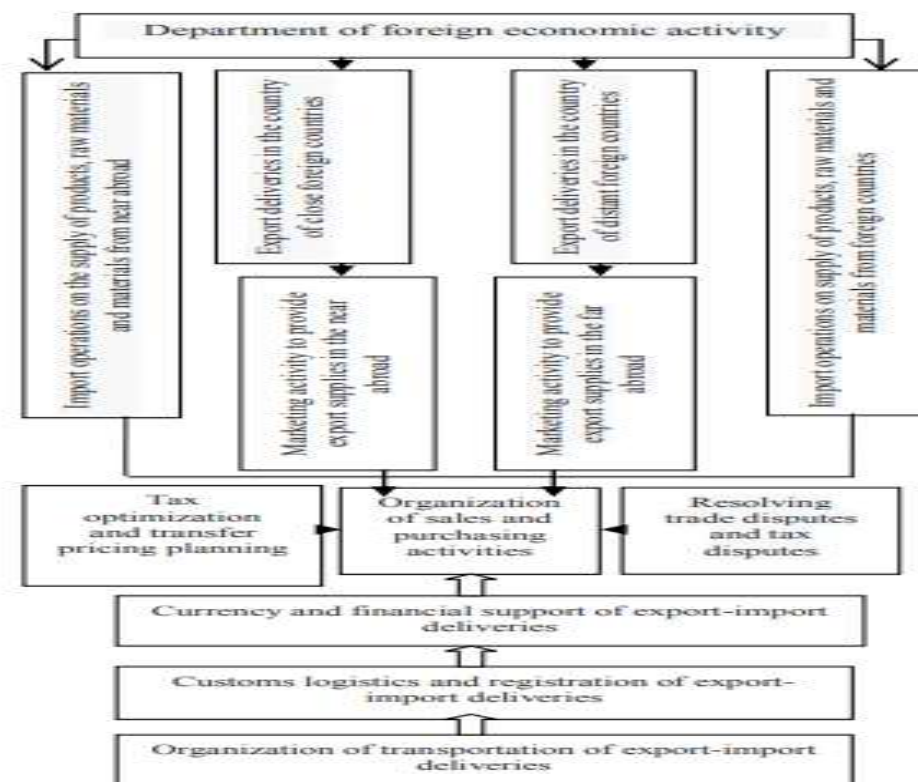 Department of foreign economic activity
Import operations on the supply of products, raw materials
and materials from near abroad
Export deliveries in the country
of close foreign countries
Export deliveries in the country
of distant foreign countries
Import operations on supply of products, raw materials and
materials from foreign countries
Marketing activity to provide
export supplies in the near
abroad
Marketing activity to provide
export supplies in the far
abroad
Tax
optimization
and transfer
pricing planning
Organization
of sales and
purchasing
activities
Resolving
trade disputes
and tax
disputes
Currency and financial support of export-import
deliveries
Customs logistics and registration of export-
import deliveries
Organization of transportation of export-import
deliveries